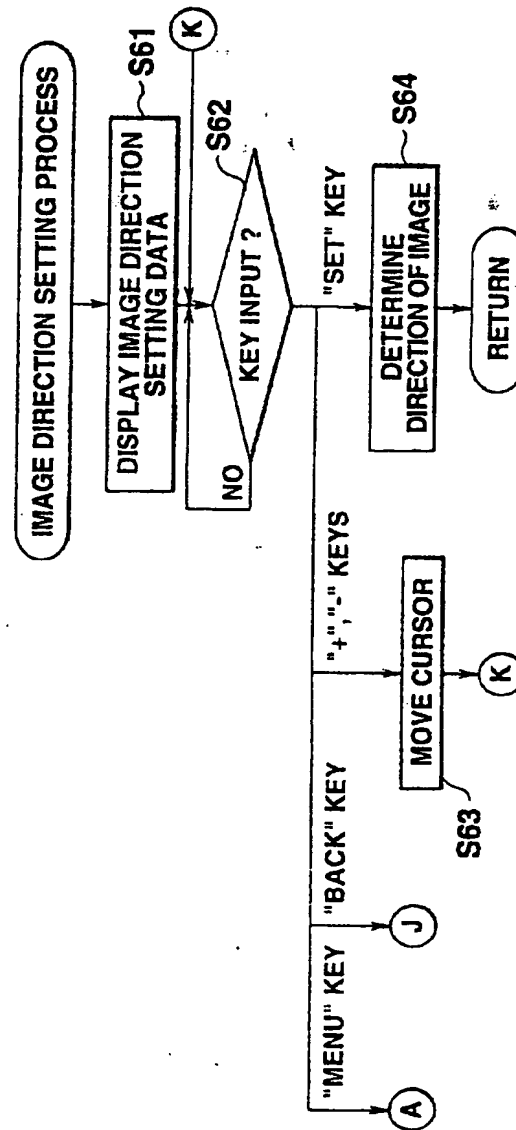 IMAGE DIRECTION SETTING PROCESS
S61
DISPLAY IMAGE DIRECTION
SETTING DATA
K
S62
KEY INPUT ?
NO
"MENU" KEY
"BACK" KEY
"+","-" KEYS
"SET" KEY
A
J
S63
MOVE CURSOR
K
S64
DETERMINE
DIRECTION OF IMAGE
RETURN